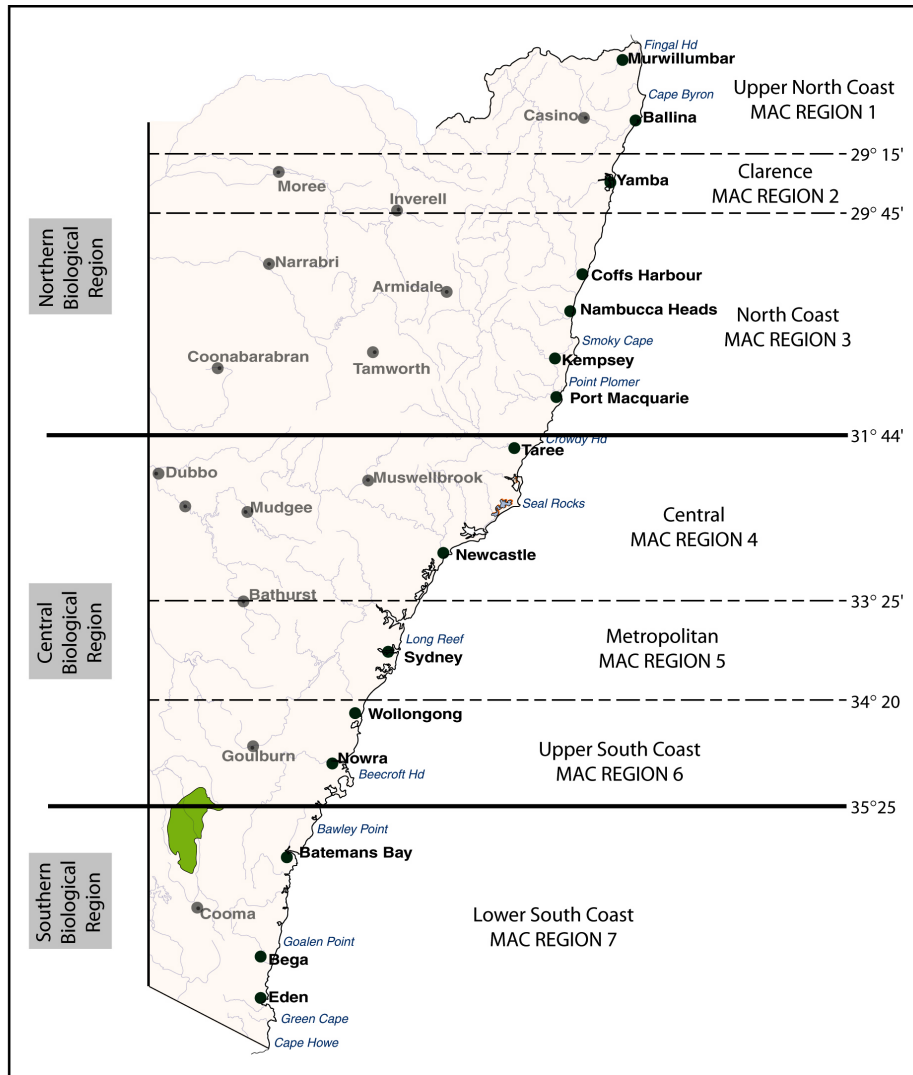 Fingal Hd
Murwillumbar
Upper North Coast
MAC REGION 1
Cape Byron
Casino
Ballina
29° 15'
Moree
Yamba
Clarence
MAC REGION 2
Inverell
29° 45'
Northern
Biological
Region
Narrabri
Coffs Harbour
Armidale
Nambucca Heads
North Coast
MAC REGION 3
Smoky Cape
Coonabarabran
Tamworth
Kempsey
Point Plomer
Port Macquarie
31° 44'
Crowdy Hd
Taree
Dubbo
Muswellbrook
Mudgee
Seal Rocks
Central
MAC REGION 4
Newcastle
Central
Biological
Region
Bathurst
33° 25'
Long Reef
Sydney
Metropolitan
MAC REGION 5
34° 20
Wollongong
Goulburn
Nowra
Beecroft Hd
Upper South Coast
MAC REGION 6
35°25
Bawley Point
Batemans Bay
Southern
Biological
Region
Cooma
Lower South Coast
MAC REGION 7
Goalen Point
Bega
Eden
Green Cape
Cape Howe